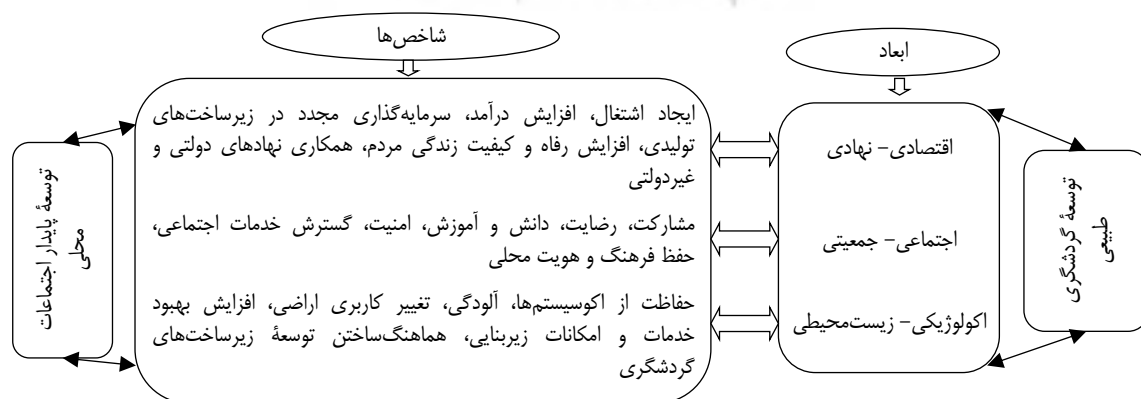 شاخص‌ها
ابعاد
توسعهٔ گردشگری
طبیعی
اقتصادی- نهادی
اجتماعی- جمعیتی
اکولوژیکی- زیست‌محیطی
ایجاد اشتغال، افزایش درآمد، سرمایه‌گذاری مجدد در زیرساخت‌های
تولیدی، افزایش رفاه و کیفیت زندگی مردم، همکاری نهادهای دولتی و
غیردولتی
مشارکت، رضایت، دانش و آموزش، امنیت، گسترش خدمات اجتماعی،
حفظ فرهنگ و هویت محلی
حفاظت از اکوسیستم‌ها، آلودگی، تغییر کاربری اراضی، افزایش بهبود
خدمات و امکانات زیربنایی، هماهنگ‌ساختن توسعهٔ زیرساخت‌های
گردشگری
توسعهٔ پایدار اجتماعات
محلی